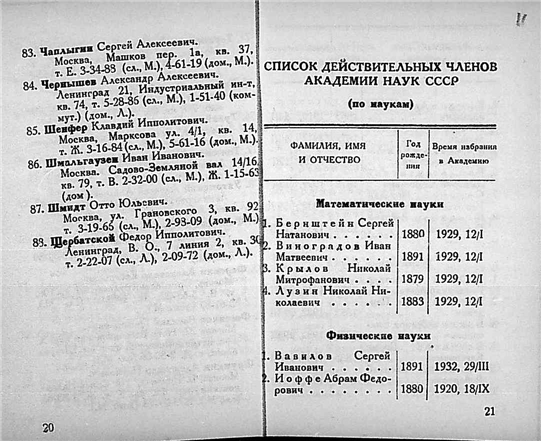 83. Чаплыгин Сергей Алексеевич.
Москва, Машков пер. 1а, кв. 37,
т. Е. 3-34-88 (сл., М.), 4-61-19 (дом., М.).
84. Чернышев Александр Алексеевич.
Ленинград 21, Индустриальный ин-т,
кв. 74, т. 5-28-86 (сл., М.), 1-51-40 (ком-
мут.) (дом., Л.).
85. Шенфер Клавдий Ипполитович.
Москва, Марксова ул. 4/1, кв. 14,
т. Ж. 3-16-84 (сл., М.), 5-61-16 (дом., М.).
86. Шмальгаузен Иван Иванович.
Москва. Садово-Земляной вал 14/16,
кв. 79, т. В. 2-32-00 (сл., М.), Ж. 1-15-63
(дом).
87. Шмидт Отто Юльевич.
Москва, ул. Грановского 3, кв. 92
т. 3-19-66 (сл., М.), 2-93-09 (дом., М.)
88. Щербатской Федор Ипполитович.
Ленинград, В. О., 7 линия 2, кв. 30
т. 2-22-07 (сл., Л.), 2-09-72 (дом., Л.).
20
СПИСОК ДЕЙСТВИТЕЛЬНЫХ ЧЛЕНОВ
АКАДЕМИИ НАУК СССР
(по наукам)
ФАМИЛИЯ, ИМЯ
И ОТЧЕСТВО
Год
рожде-
ния
Время избрания
в Академию
Математические науки
1. Бернштейн Сергей
Натанович . . . . . 1880 1929, 12/I
2. Виноградов Иван
Матвеевич . . . . . 1891 1929, 12/I
3. Крылов Николай
Митрофанович . . . . 1879 1929, 12/I
4. Лузин Николай Ни-
колаевич . . . . . . 1883 1929, 12/I
Физические науки
1. Вавилов Сергей
Иванович . . . . . . 1891 1932, 29/III
2. Иоффе Абрам Федо-
рович . . . . . . . 1880 1920, 18/IX
21